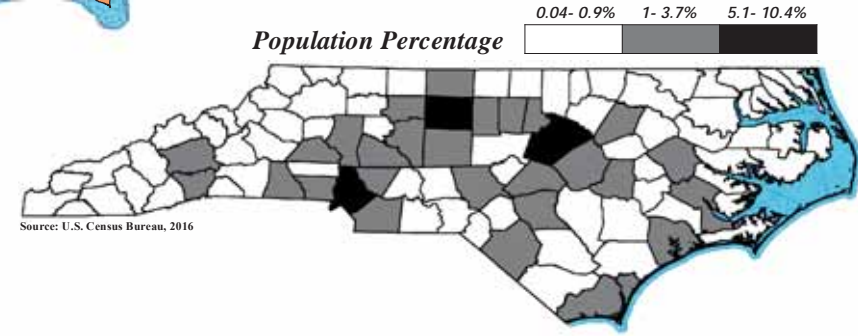 0.04- 0.9% 1- 3.7% 5.1- 10.4%
Population Percentage
Source: U.S. Census Bureau, 2016